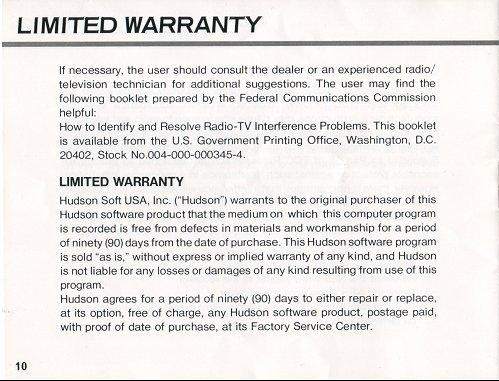 LIMITED WARRANTY
If necessary, the user should consult the dealer or an experienced radio/
television technician for additional suggestions. The user may find the
following booklet prepared by the Federal Communications Commission
helpful:
How to Identify and Resolve Radio-TV Interference Problems. This booklet
is available from the U.S. Government Printing Office, Washington, D.C.
20402, Stock No.004-000-000345-4.
LIMITED WARRANTY
Hudson Soft USA, Inc. ("Hudson") warrants to the original purchaser of this
Hudson software product that the medium on which this computer program
is recorded is free from defects in materials and workmanship for a period
of ninety (90) days from the date of purchase. This Hudson software program
is sold "as is," without express or implied warranty of any kind, and Hudson
is not liable for any losses or damages of any kind resulting from use of this
program.
Hudson agrees for a period of ninety (90) days to either repair or replace,
at its option, free of charge, any Hudson software product, postage paid,
with proof of date of purchase, at its Factory Service Center.
10